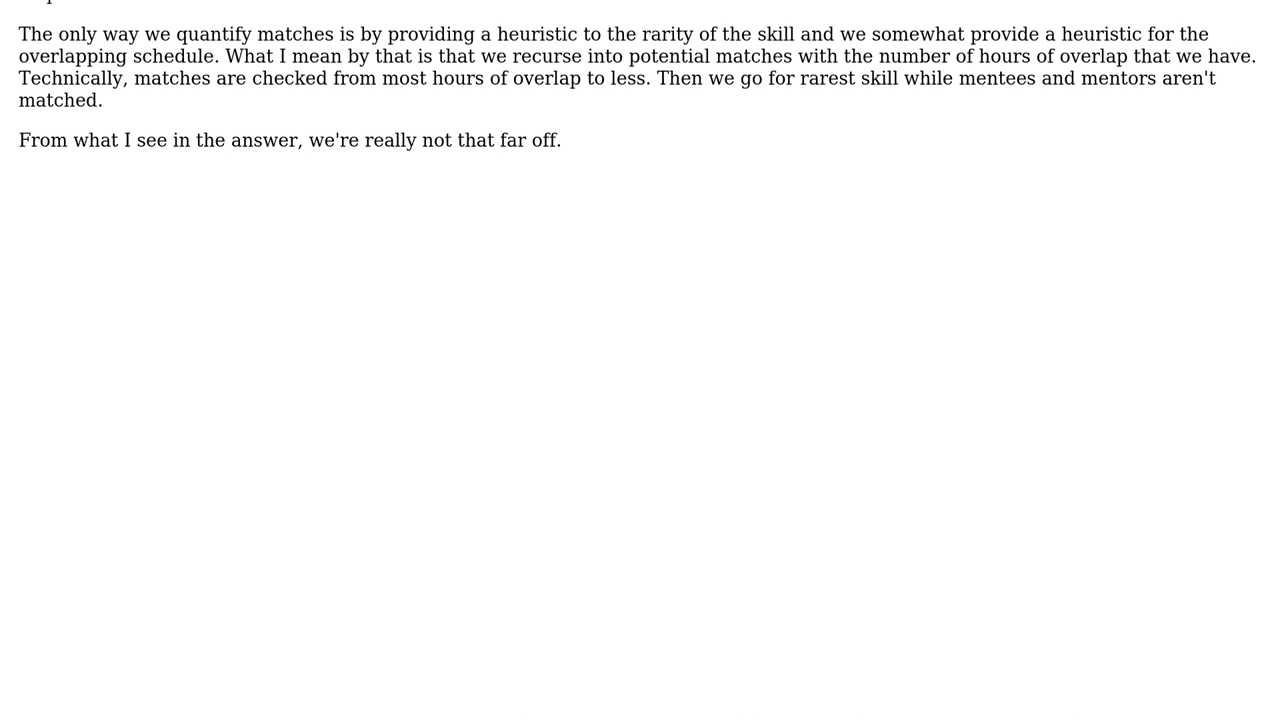 The only way we quantify matches is by providing a heuristic to the rarity of the skill and we somewhat provide a heuristic for the
overlapping schedule. What I mean by that is that we recurse into potential matches with the number of hours of overlap that we have.
Technically, matches are checked from most hours of overlap to less. Then we go for rarest skill while mentees and mentors aren't
matched.
From what I see in the answer, we're really not that far off.